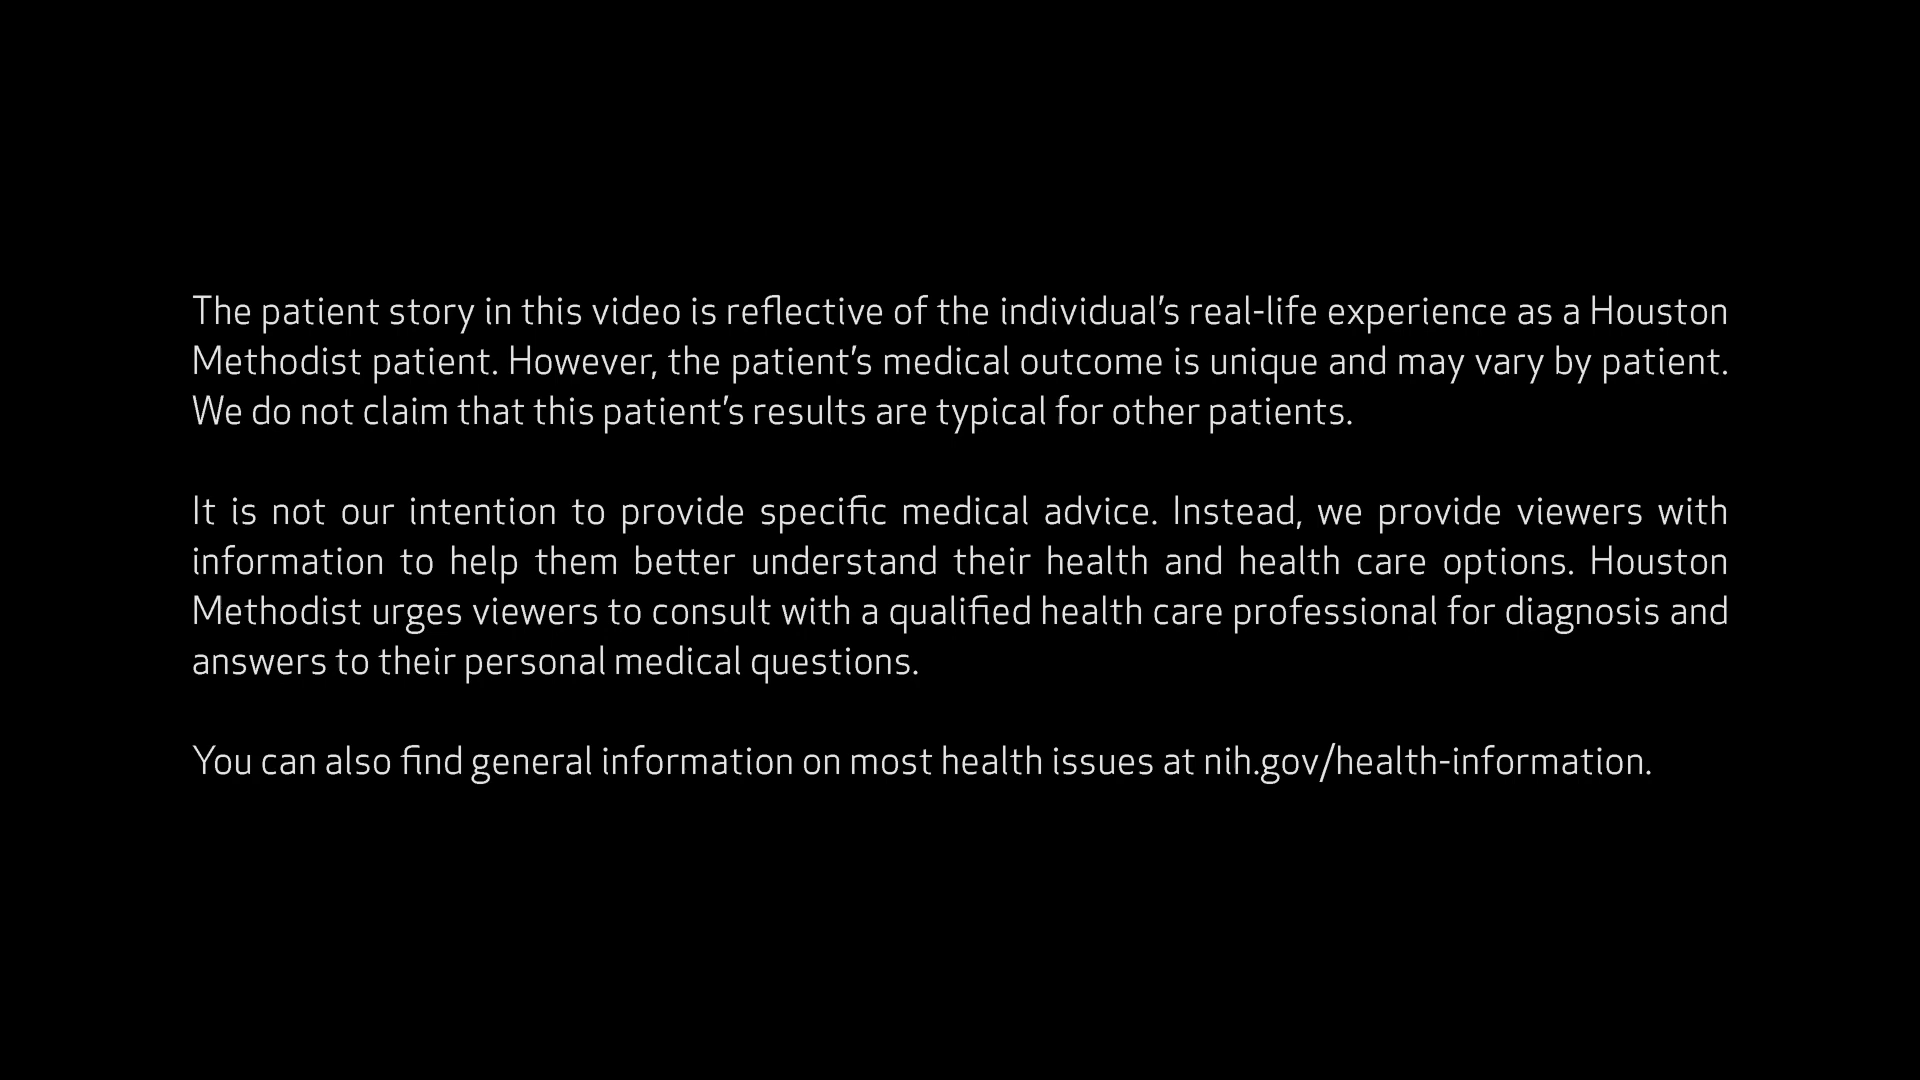 The patient story in this video is reflective of the individual’s real-life experience as a Houston
Methodist patient. However, the patient’s medical outcome is unique and may vary by patient.
We do not claim that this patient’s results are typical for other patients.
It is not our intention to provide specific medical advice. Instead, we provide viewers with
information to help them better understand their health and health care options. Houston
Methodist urges viewers to consult with a qualified health care professional for diagnosis and
answers to their personal medical questions.
You can also find general information on most health issues at nih.gov/health-information.